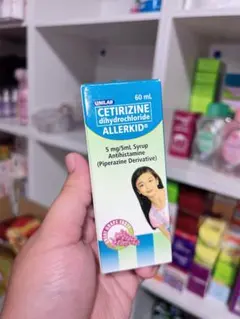 60 mL
UNILAB
CETIRIZINE
dihydrochloride
ALLERKID®
5 mg/5mL Syrup
Antihistamine
(Piperazine Derivative)